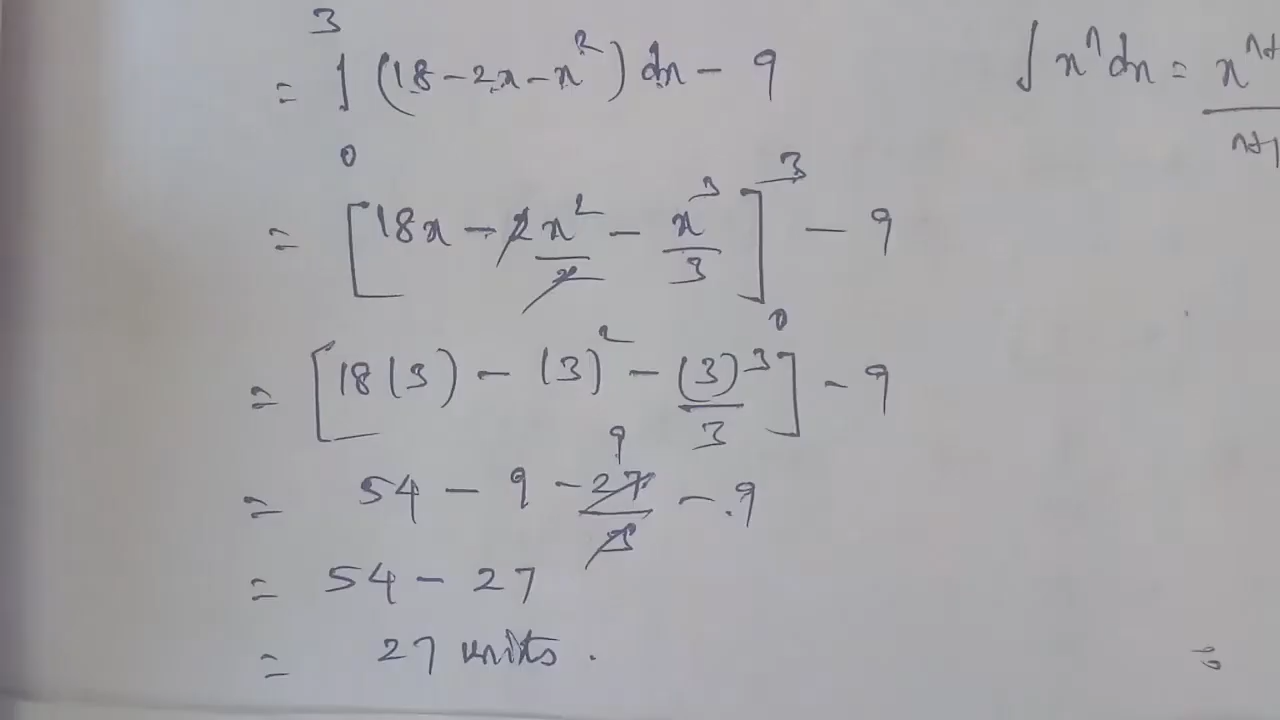 = ∫₀³ (18 - 2x - x²) dx - 9
∫ xⁿ dx = xⁿ⁺ / n+1
= [18x - 2x²/2 - x³/3]₀³ - 9
= [18(3) - (3)² - (3)³/3] - 9
= 54 - 9 - 27/3 9 - 9
= 54 - 27
= 27 units.